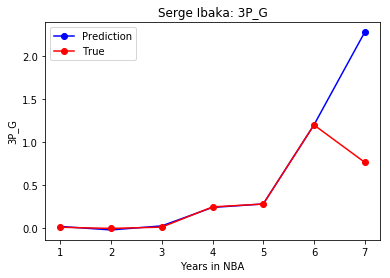 Serge Ibaka: 3P_G
Prediction
True
3P_G
2.0
1.5
1.0
0.5
0.0
1 2 3 4 5 6 7
Years in NBA